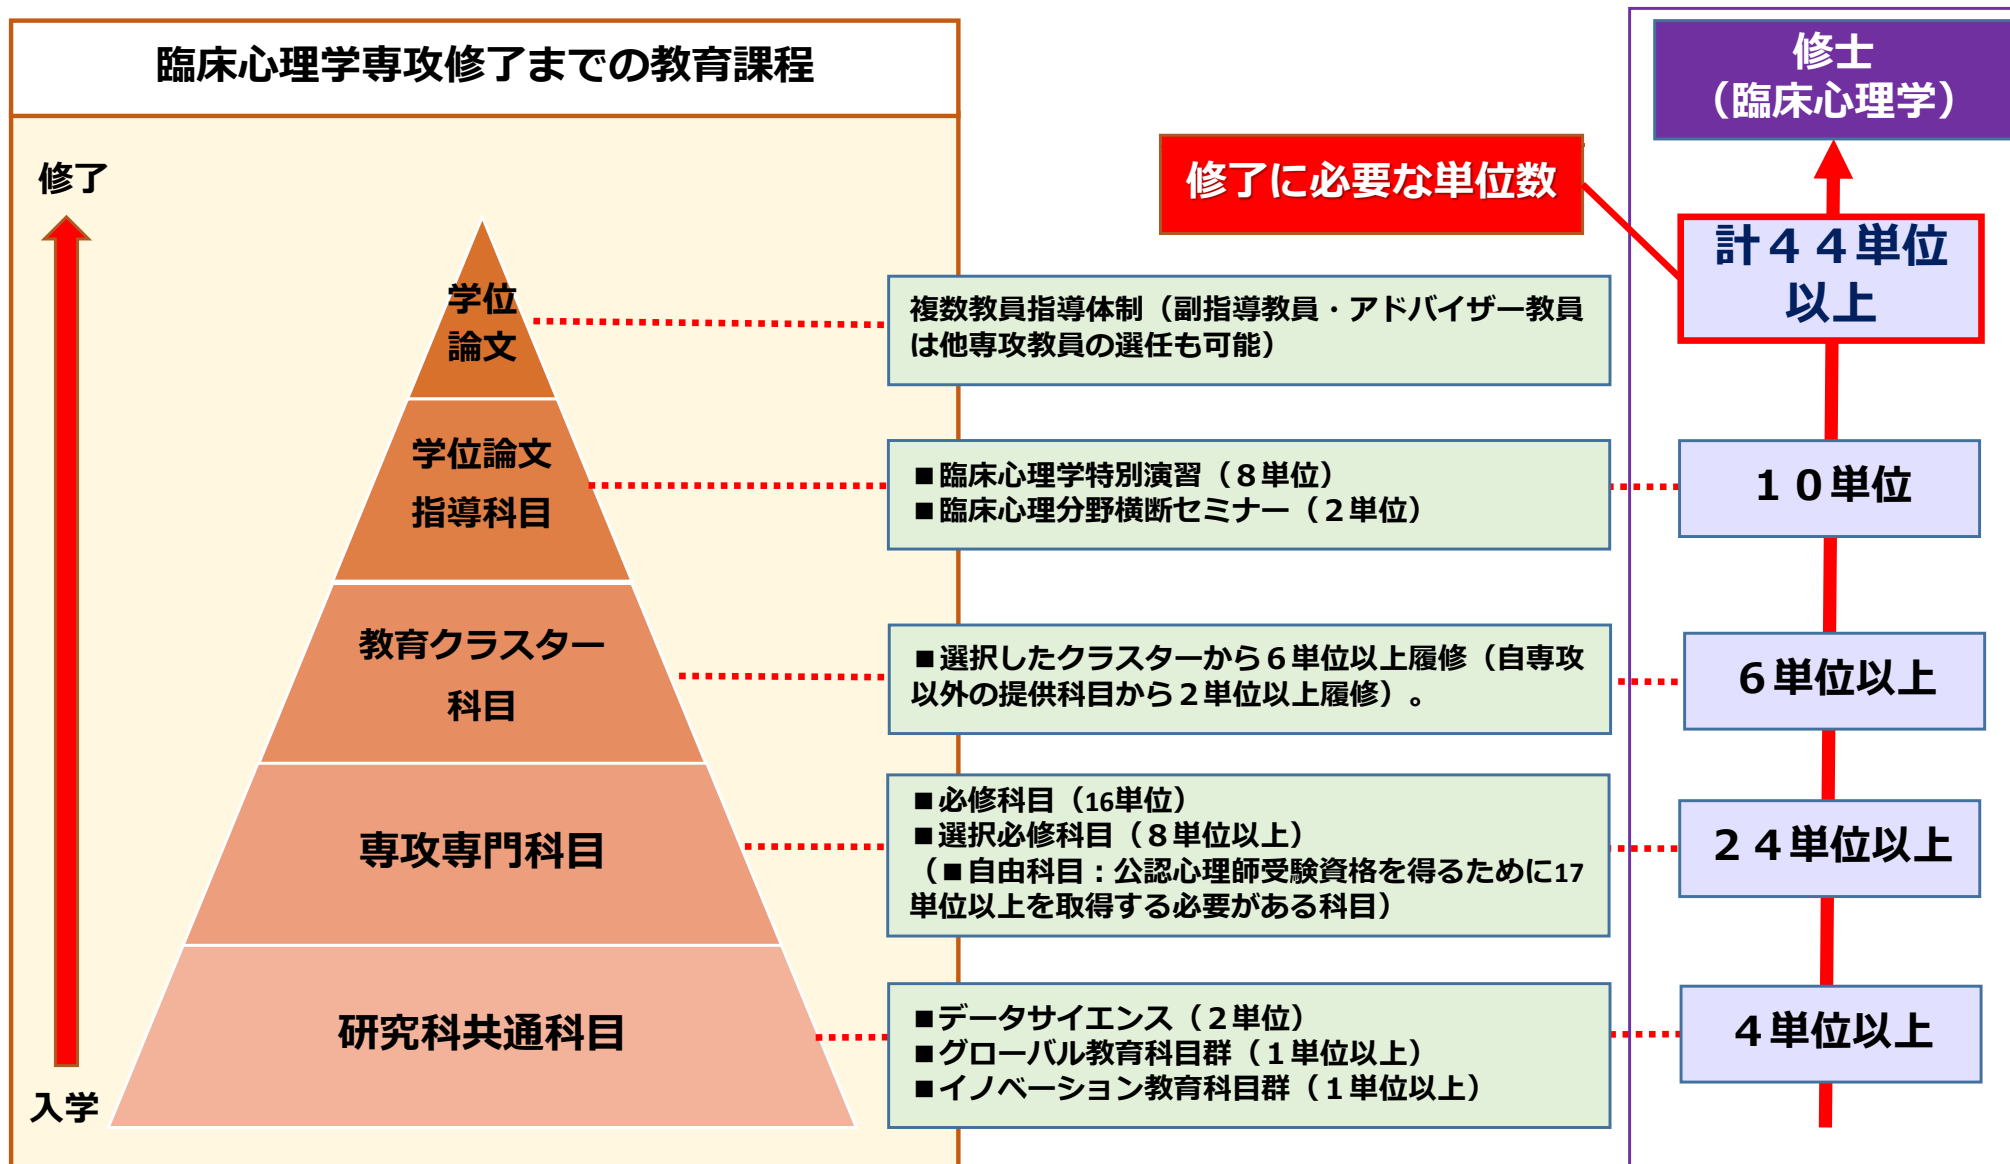 臨床心理学専攻修了までの教育課程
修士
（臨床心理学）
修了に必要な単位数
計４４単位
以上
修了
入学
学位
論文
複数教員指導体制（副指導教員・アドバイザー教員
は他専攻教員の選任も可能）
学位論文
指導科目
■臨床心理学特別演習（８単位）
■臨床心理分野横断セミナー（２単位）
１０単位
教育クラスター
科目
■選択したクラスターから６単位以上履修（自専攻
以外の提供科目から２単位以上履修）。
６単位以上
専攻専門科目
■必修科目（16単位）
■選択必修科目（８単位以上）
（■自由科目：公認心理師受験資格を得るために17
単位以上を取得する必要がある科目）
２４単位以上
研究科共通科目
■データサイエンス（２単位）
■グローバル教育科目群（１単位以上）
■イノベーション教育科目群（１単位以上）
４単位以上